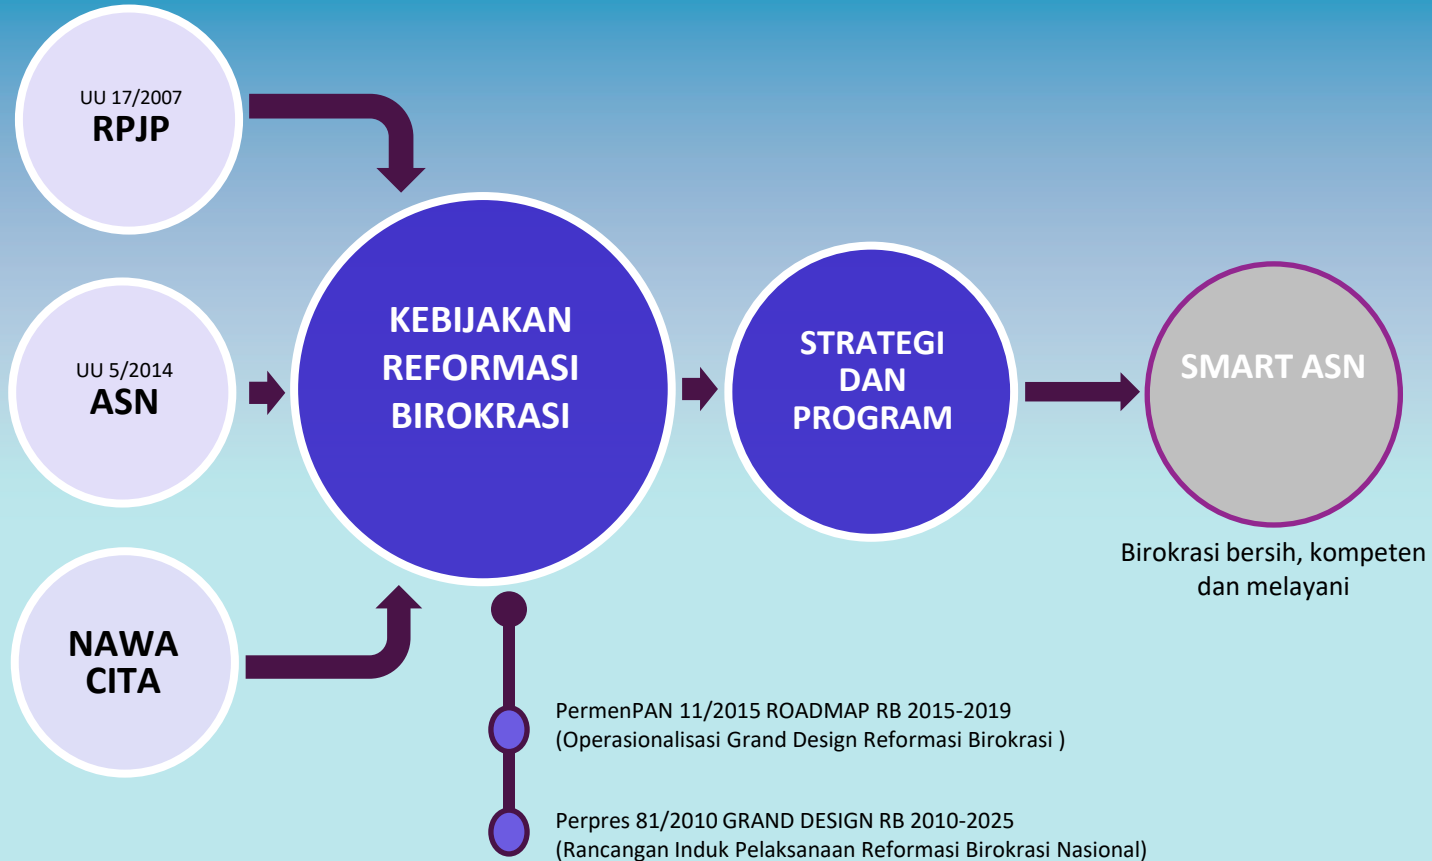 UU 17/2007
RPJP
UU 5/2014
ASN
NAWA
CITA
KEBIJAKAN
REFORMASI
BIROKRASI
STRATEGI
DAN
PROGRAM
SMART ASN
Birokrasi bersih, kompeten
dan melayani
PermenPAN 11/2015 ROADMAP RB 2015-2019
(Operasionalisasi Grand Design Reformasi Birokrasi )
Perpres 81/2010 GRAND DESIGN RB 2010-2025
(Rancangan Induk Pelaksanaan Reformasi Birokrasi Nasional)